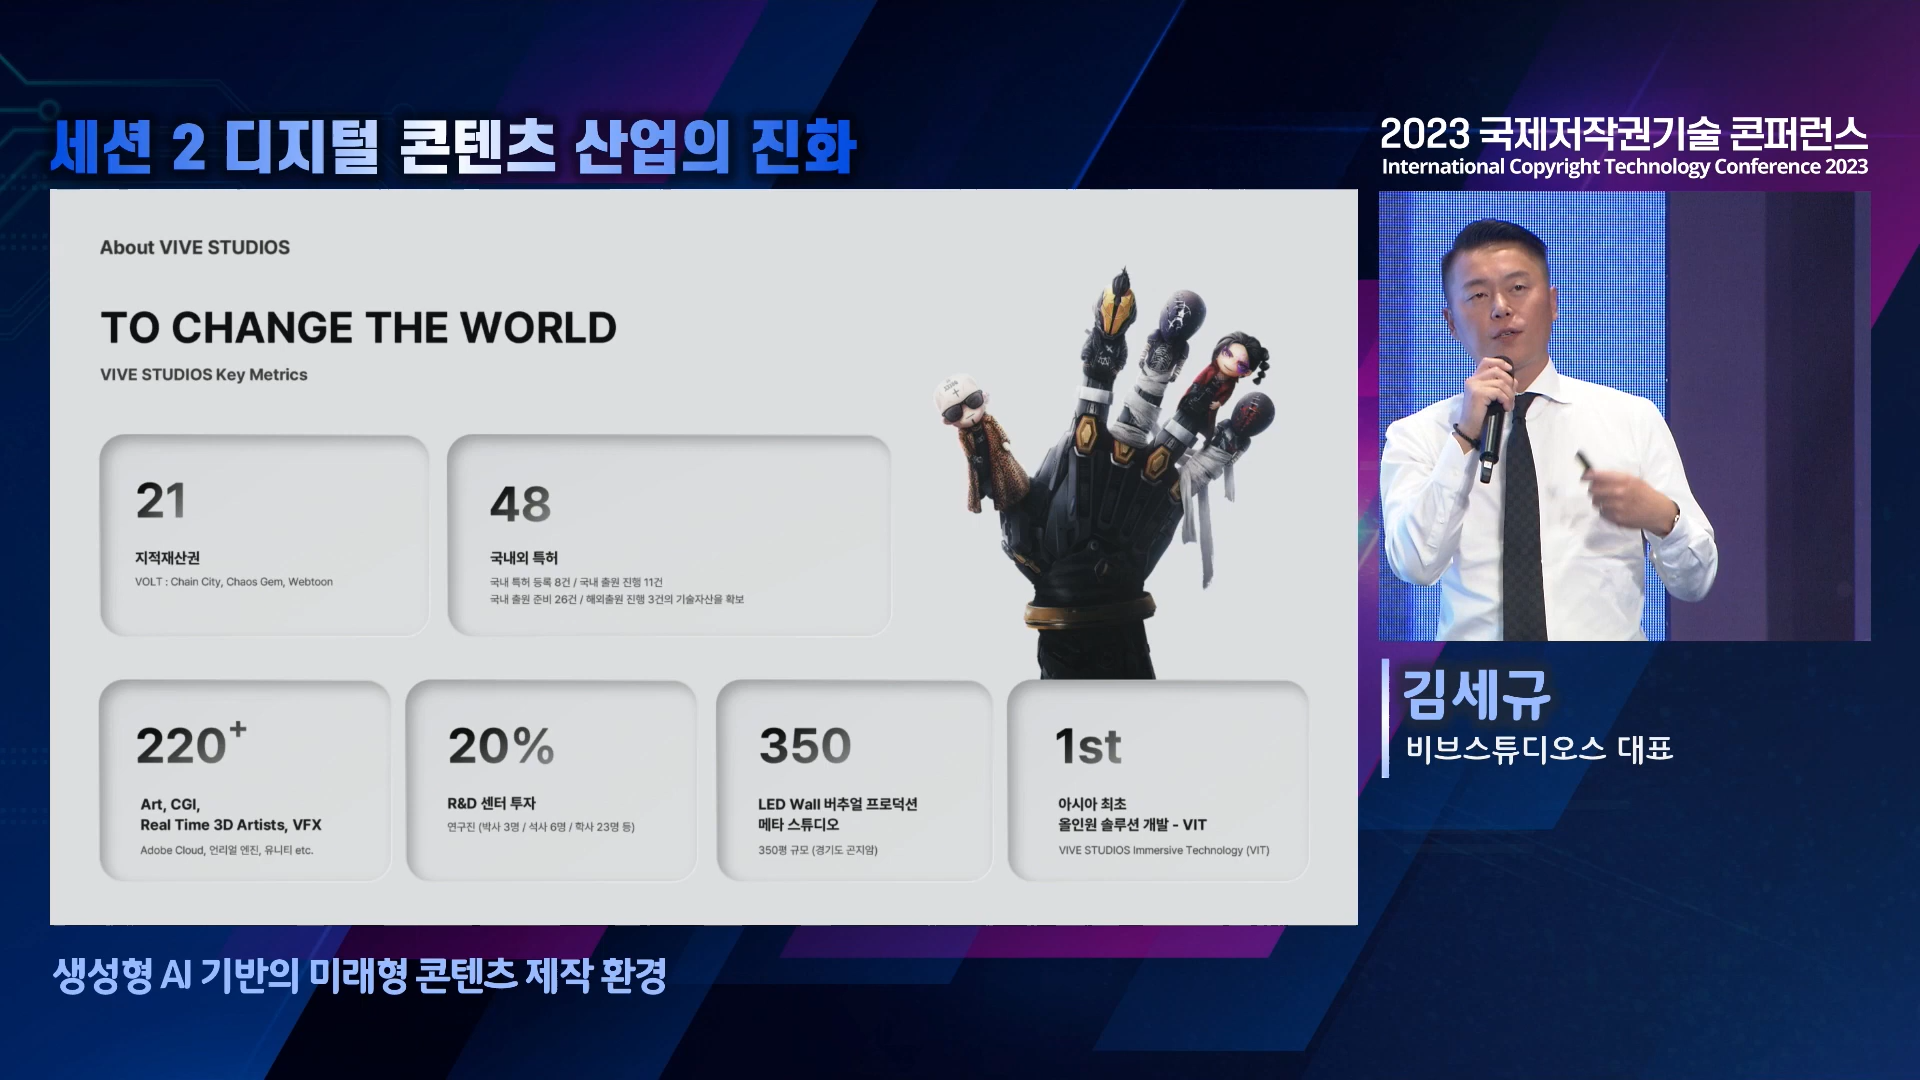 세션 2 디지털 콘텐츠 산업의 진화
2023 국제저작권기술 콘퍼런스
International Copyright Technology Conference 2023
About VIVE STUDIOS
TO CHANGE THE WORLD
VIVE STUDIOS Key Metrics
21
지적재산권
VOLT : Chain City, Chaos Gem, Webtoon
48
국내외 특허
국내 특허 등록 8건 / 국내 출원 진행 11건
국내 출원 준비 26건 / 해외출원 진행 3건의 기술자산을 확보
220+
Art, CGI,
Real Time 3D Artists, VFX
Adobe Cloud, 언리얼 엔진, 유니티 etc.
20%
R&D 센터 투자
연구진 (박사 3명 / 석사 6명 / 학사 23명 등)
350
LED Wall 버추얼 프로덕션
메타 스튜디오
350평 규모 (경기도 곤지암)
1st
아시아 최초
올인원 솔루션 개발 - VIT
VIVE STUDIOS Immersive Technology (VIT)
김세규
비브스튜디오스 대표
생성형 AI 기반의 미래형 콘텐츠 제작 환경